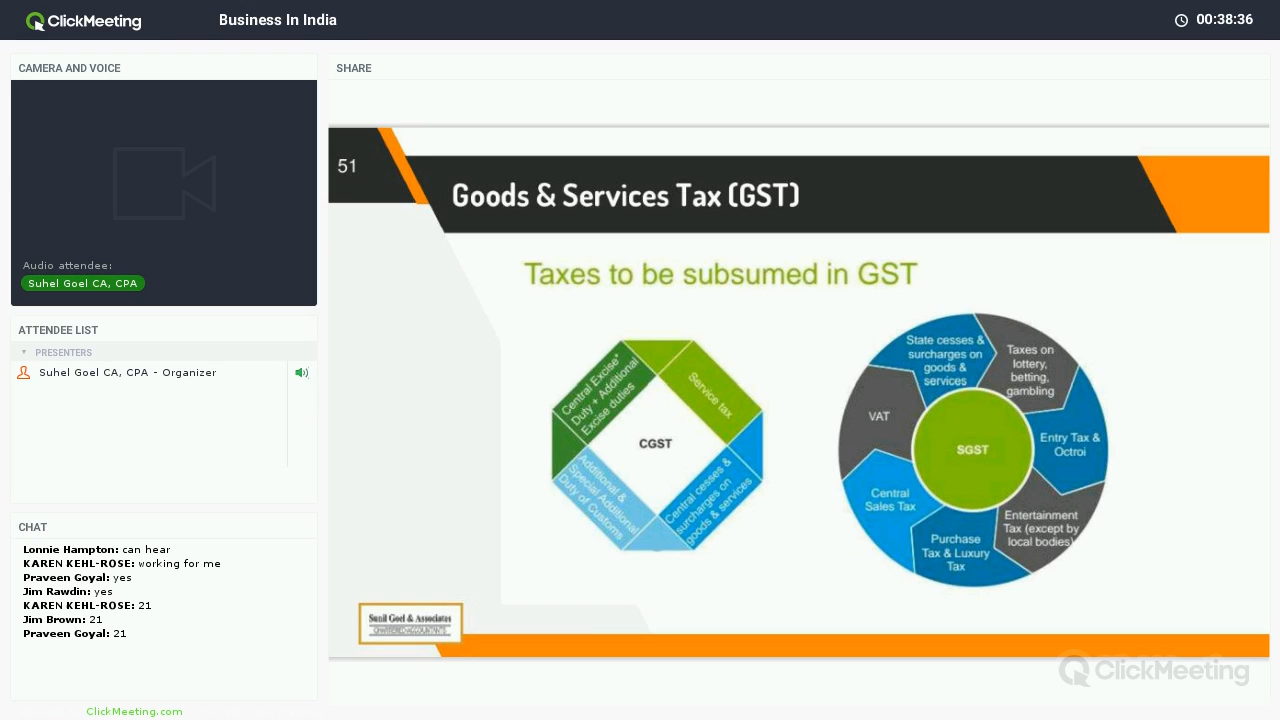 ClickMeeting
Business In India
00:38:36
CAMERA AND VOICE
Audio attendee:
Suhel Goel CA, CPA
ATTENDEE LIST
PRESENTERS
Suhel Goel CA, CPA - Organizer
CHAT
Lonnie Hampton: can hear
KAREN KEHL-ROSE: working for me
Praveen Goyal: yes
Jim Rawdin: yes
KAREN KEHL-ROSE: 21
Jim Brown: 21
Praveen Goyal: 21
ClickMeeting.com
SHARE
51
Goods & Services Tax (GST)
Taxes to be subsumed in GST
Central Excise*
Duty + Additional
Excise duties
Service tax
CGST
Additional &
Special Additional
Duty of Customs
Central cesses &
surcharges on
goods & services
State cesses &
surcharges on
goods &
services
Taxes on
lottery,
betting,
gambling
VAT
SGST
Entry Tax &
Octroi
Central
Sales Tax
Purchase
Tax & Luxury
Tax
Entertainment
Tax (except by
local bodies)
Sunil Goel & Associates
CHARTERED ACCOUNTANTS
ClickMeeting